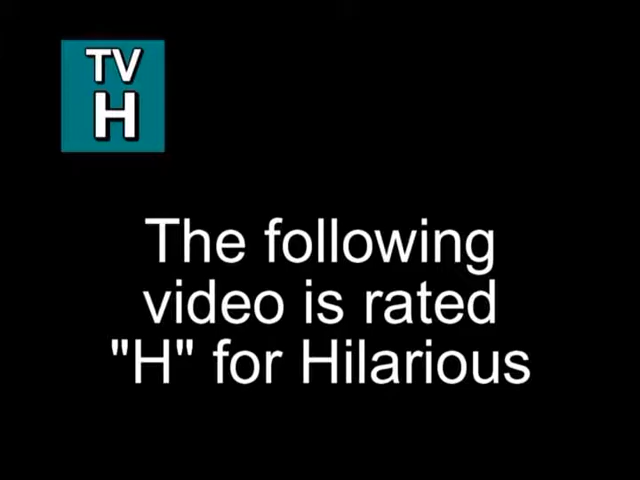 TV
H
The following
video is rated
"H" for Hilarious